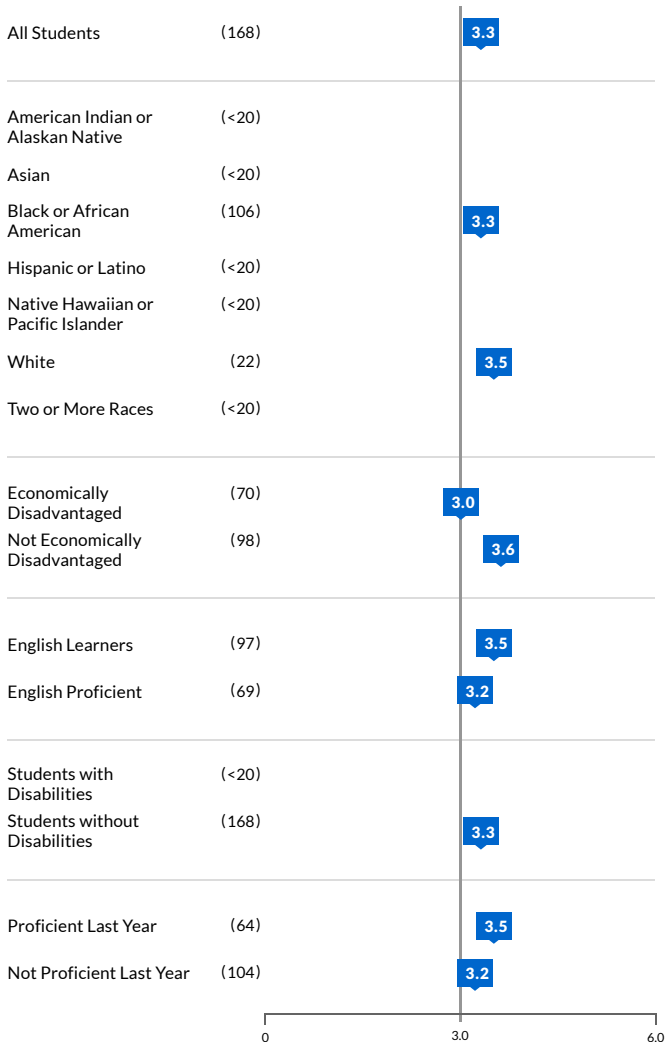 All Students (168) 3.3
American Indian or (<20)
Alaskan Native
Asian (<20)
Black or African (106) 3.3
American
Hispanic or Latino (<20)
Native Hawaiian or (<20)
Pacific Islander
White (22) 3.5
Two or More Races (<20)
Economically (70) 3.0
Disadvantaged
Not Economically (98) 3.6
Disadvantaged
English Learners (97) 3.5
English Proficient (69) 3.2
Students with (<20)
Disabilities
Students without (168) 3.3
Disabilities
Proficient Last Year (64) 3.5
Not Proficient Last Year (104) 3.2
0 3.0 6.0